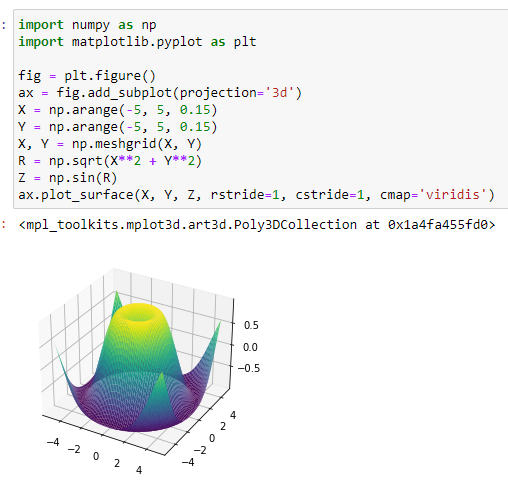 :
import numpy as np
import matplotlib.pyplot as plt
fig = plt.figure()
ax = fig.add_subplot(projection='3d')
X = np.arange(-5, 5, 0.15)
Y = np.arange(-5, 5, 0.15)
X, Y = np.meshgrid(X, Y)
R = np.sqrt(X**2 + Y**2)
Z = np.sin(R)
ax.plot_surface(X, Y, Z, rstride=1, cstride=1, cmap='viridis')
:
<mpl_toolkits.mplot3d.art3d.Poly3DCollection at 0x1a4fa455fd0>
0.5
0.0
−0.5
−4
−2
0
2
4
−4
−2
0
2
4